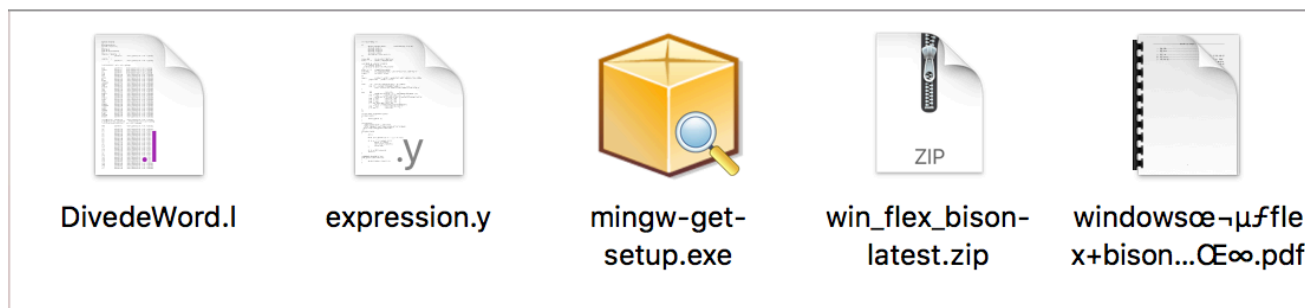 .l
.y
ZIP
DivedeWord.l
expression.y
mingw-get-
setup.exe
win_flex_bison-
latest.zip
windowsœ¬µƒfle
x+bison...Œ∞.pdf